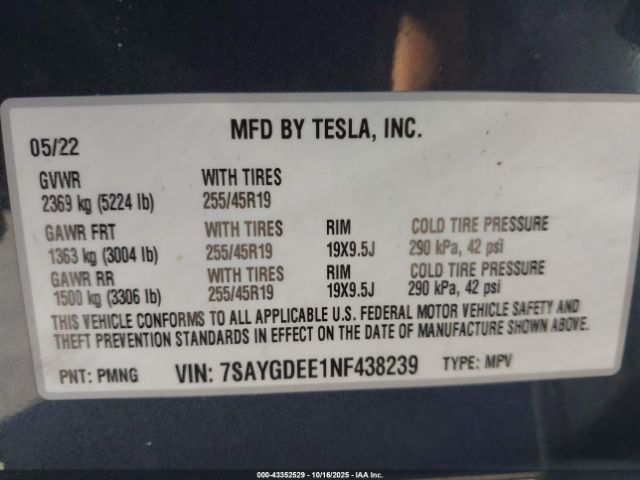 MFD BY TESLA, INC.
05/22
GVWR WITH TIRES
2369 kg (5224 lb) 255/45R19
GAWR FRT WITH TIRES RIM COLD TIRE PRESSURE
1363 kg (3004 lb) 255/45R19 19X9.5J 290 kPa, 42 psi
GAWR RR WITH TIRES RIM COLD TIRE PRESSURE
1500 kg (3306 lb) 255/45R19 19X9.5J 290 kPa, 42 psi
THIS VEHICLE CONFORMS TO ALL APPLICABLE U.S. FEDERAL MOTOR VEHICLE SAFETY AND
THEFT PREVENTION STANDARDS IN EFFECT ON THE DATE OF MANUFACTURE SHOWN ABOVE.
PNT: PMNG VIN: 7SAYGDEE1NF438239 TYPE: MPV
000-43352529 - 10/16/2025 - IAA Inc.